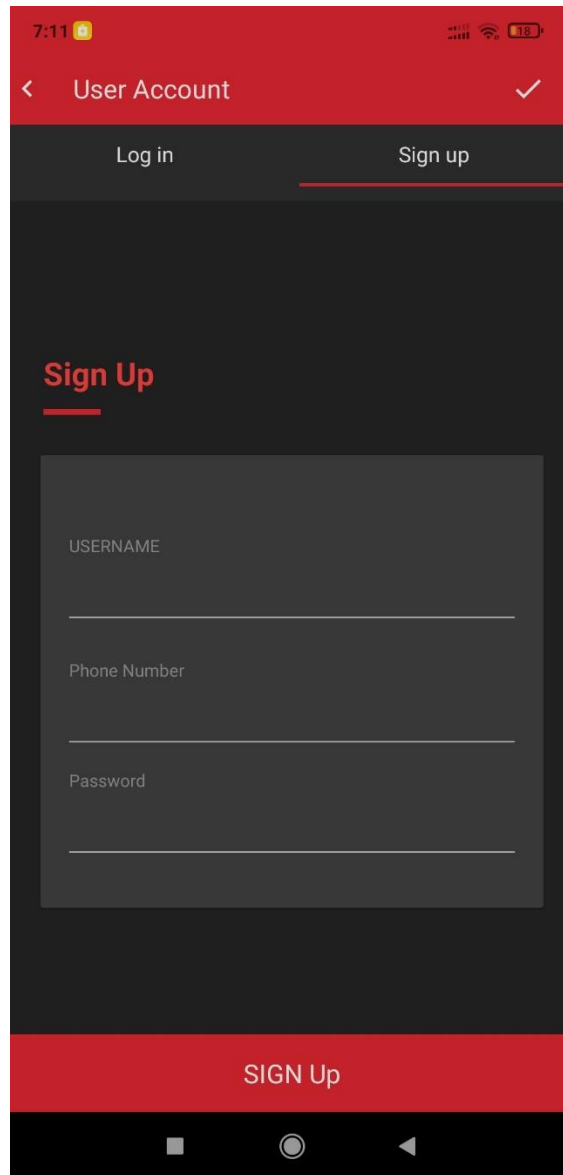 7:11
18
User Account
Log in
Sign up
Sign Up
USERNAME
Phone Number
Password
SIGN Up